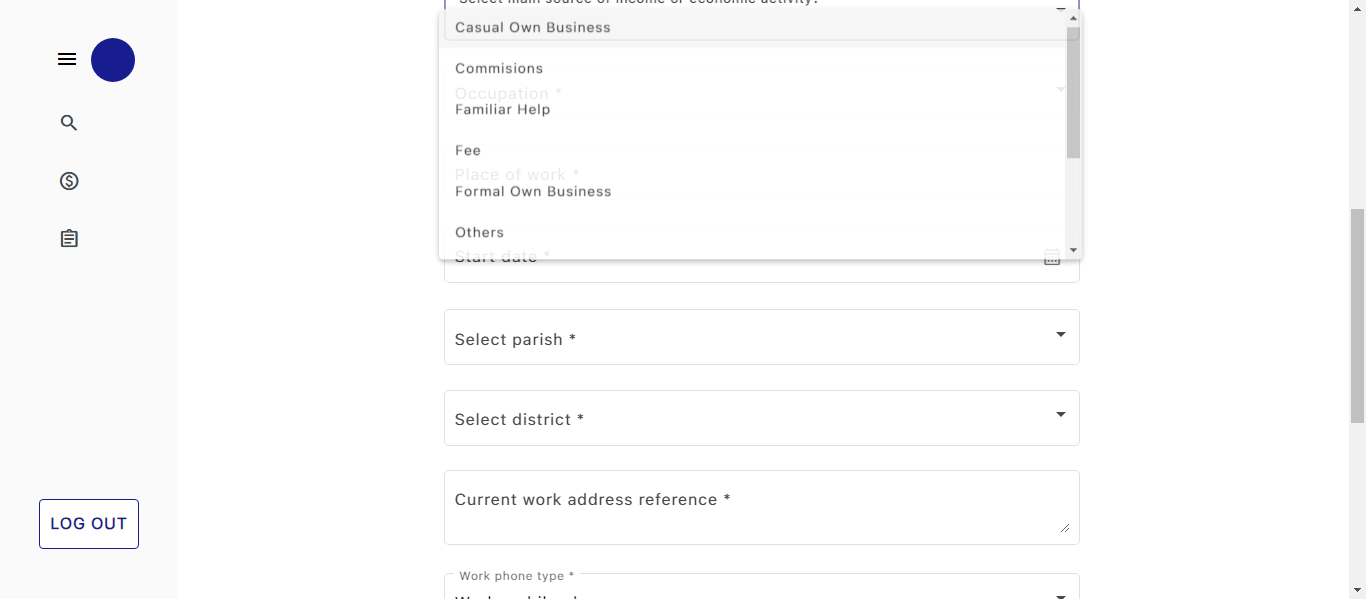 Select main source of income or economic activity?
Casual Own Business
Commisions
Occupation *
Familiar Help
Fee
Place of work *
Formal Own Business
Others
Start date *
Select parish *
Select district *
Current work address reference *
LOG OUT
Work phone type *